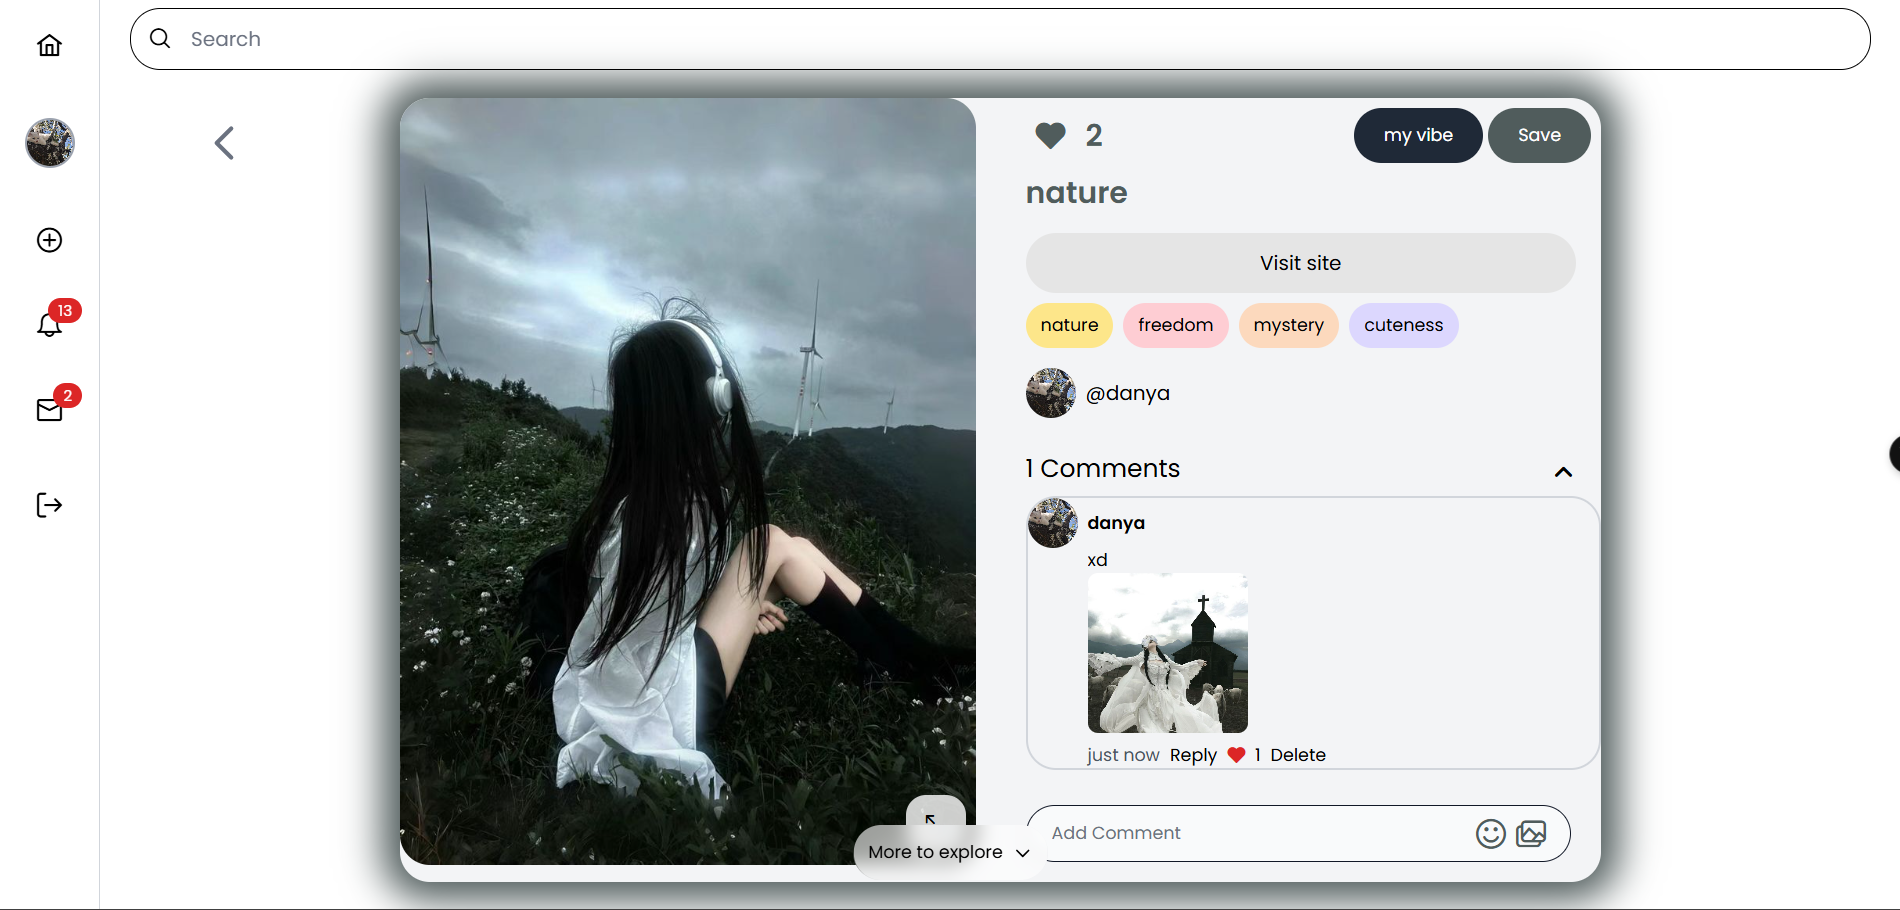 Search
13
2
2
my vibe
Save
nature
Visit site
nature
freedom
mystery
cuteness
@danya
1 Comments
danya
xd
just now Reply 1 Delete
Add Comment
More to explore